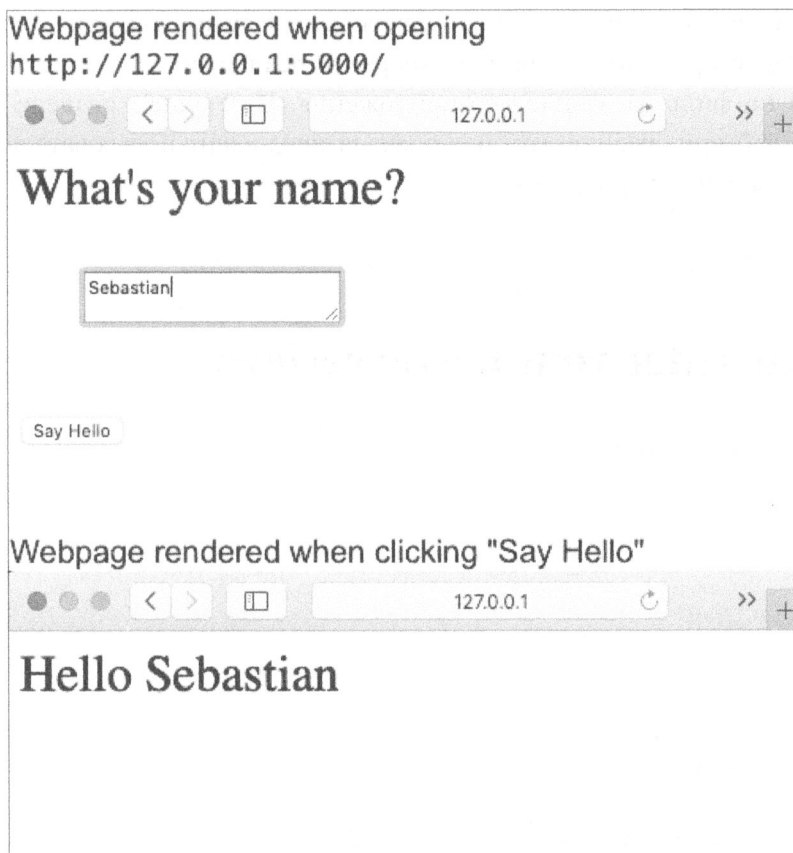 Webpage rendered when opening
http://127.0.0.1:5000/
127.0.0.1
What's your name?
Sebastian
Say Hello
Webpage rendered when clicking "Say Hello"
127.0.0.1
Hello Sebastian